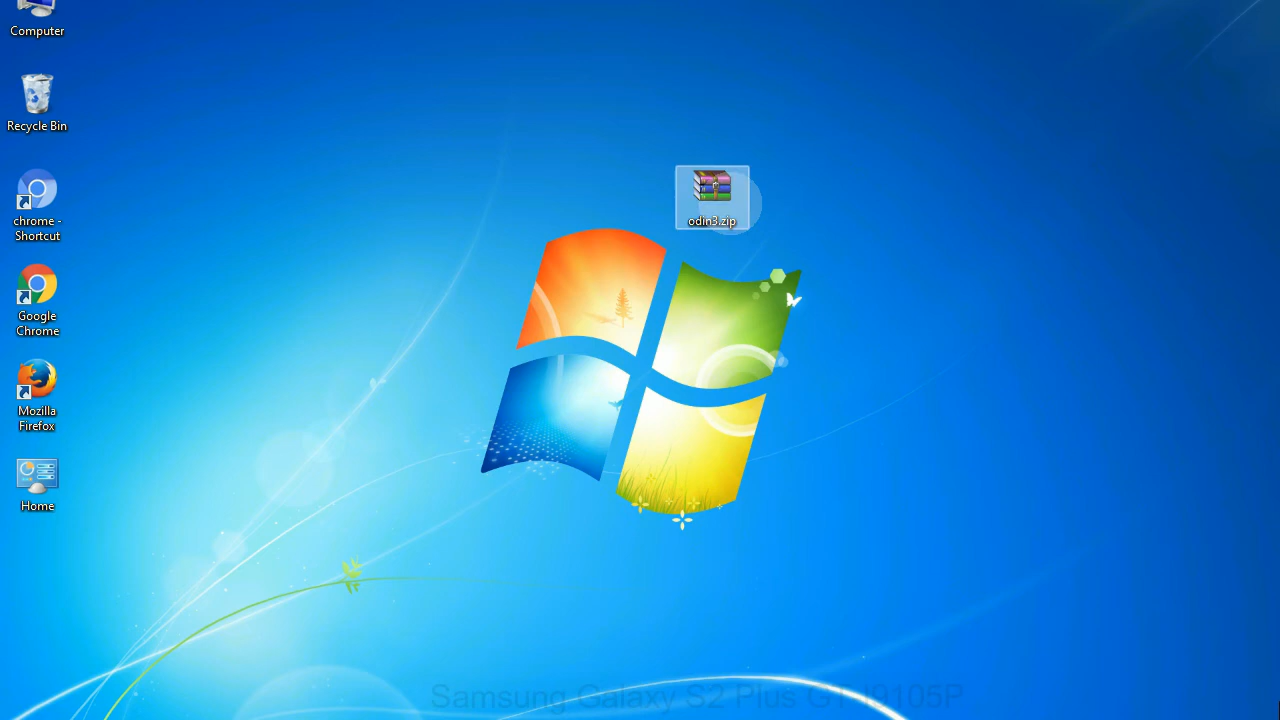 Computer
Recycle Bin
chrome -
Shortcut
Google
Chrome
Mozilla
Firefox
Home
odin3.zip
Samsung Galaxy S2 Plus GT-I9105P